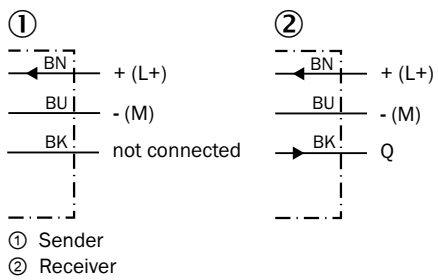 ① ②
BN + (L+) BN + (L+)
BU - (M) BU - (M)
BK not connected BK Q
① Sender
② Receiver